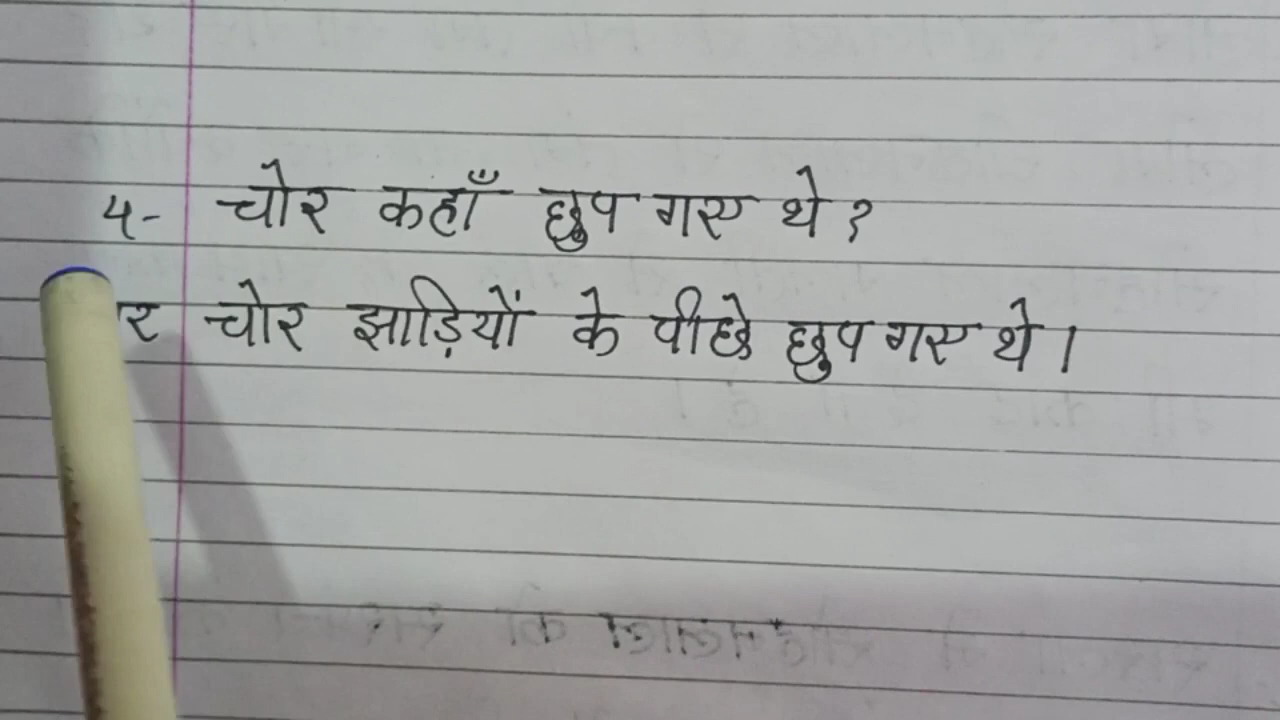 ५- चोर कहाँ छुप गए थे ?
चोर झाड़ियों के पीछे छुप गए थे ।